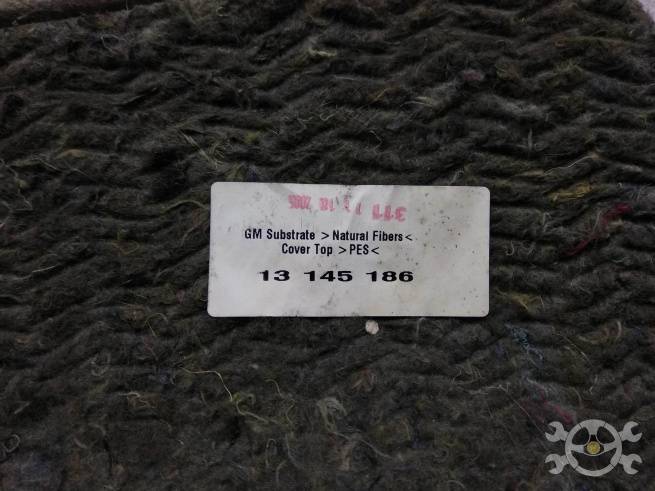 GM Substrate >Natural Fibers<
Cover Top >PES<
13 145 186